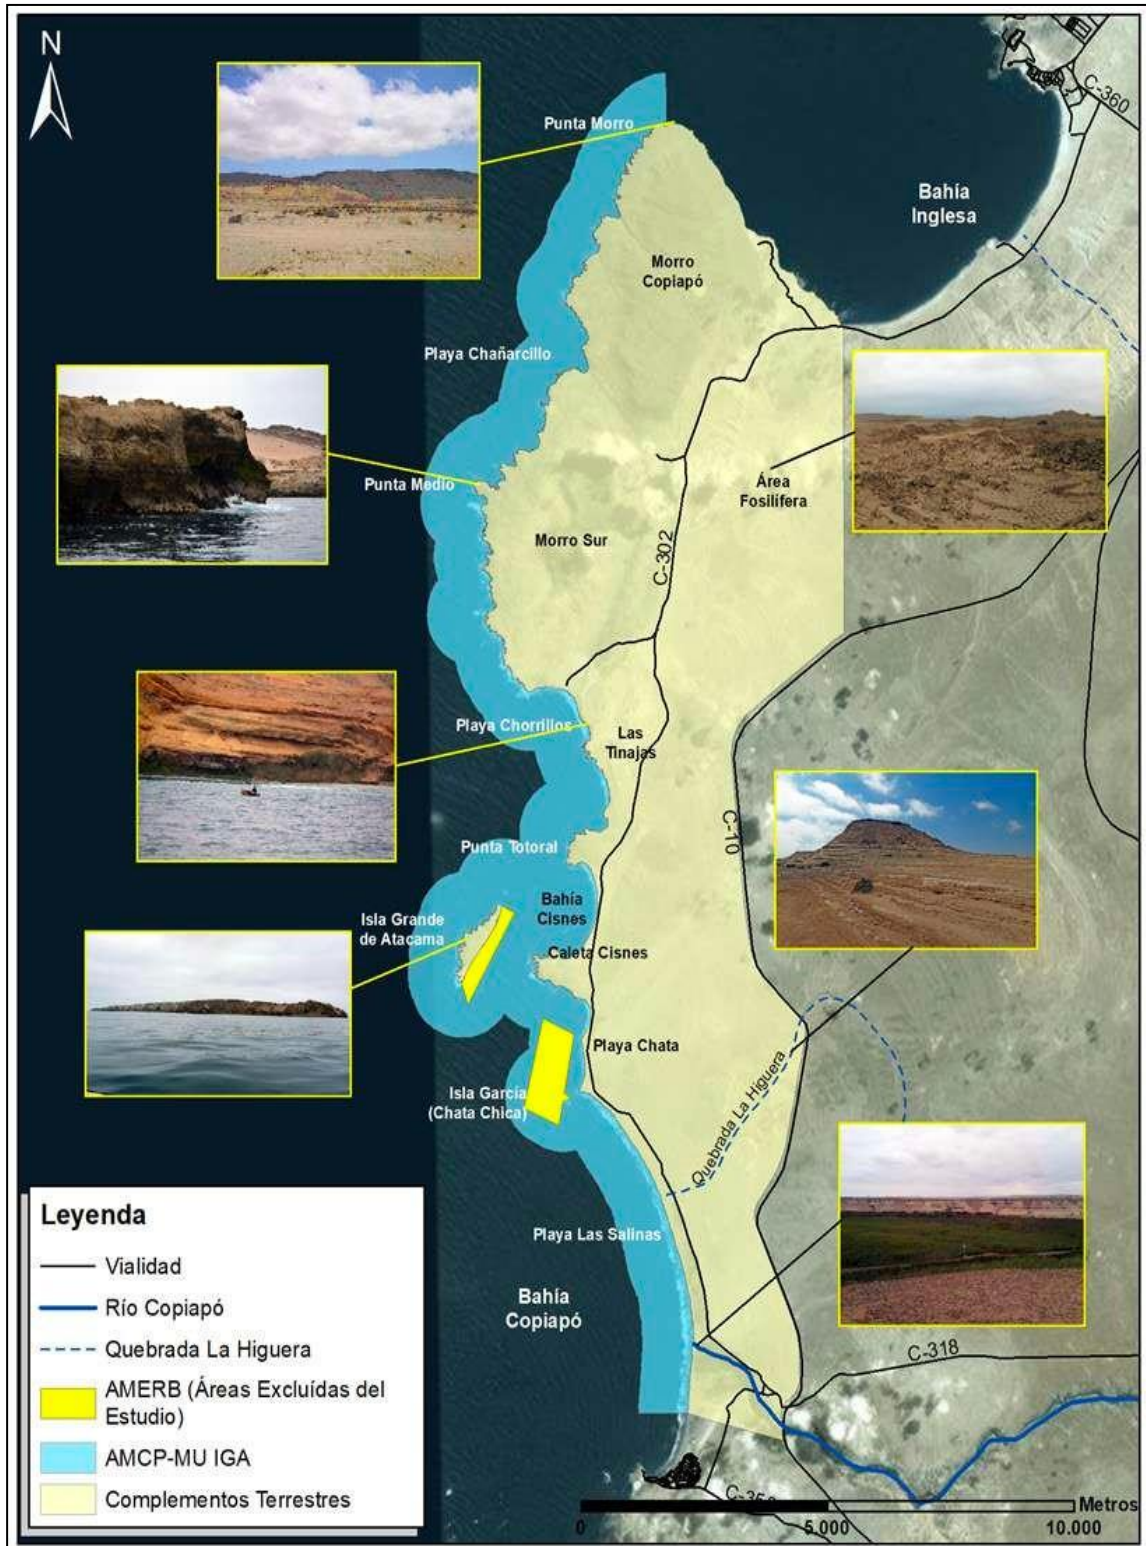 N
C-360
Punta Morro
Bahía
Inglesa
Morro
Copiapó
Playa Chañarcillo
Punta Medio
Área
Fosilífera
Morro Sur
C-302
Playa Chorrillos
Las
Tinajas
C-10
Punta Totoral
Isla Grande
de Atacama
Bahía
Cisnes
Caleta Cisnes
Playa Chata
Isla García
(Chata Chica)
Quebrada La Higuera
Playa Las Salinas
Bahía
Copiapó
C-318
Leyenda
Vialidad
Río Copiapó
Quebrada La Higuera
AMERB (Áreas Excluídas del
Estudio)
AMCP-MU IGA
Complementos Terrestres
Metros
0
5.000
10.000